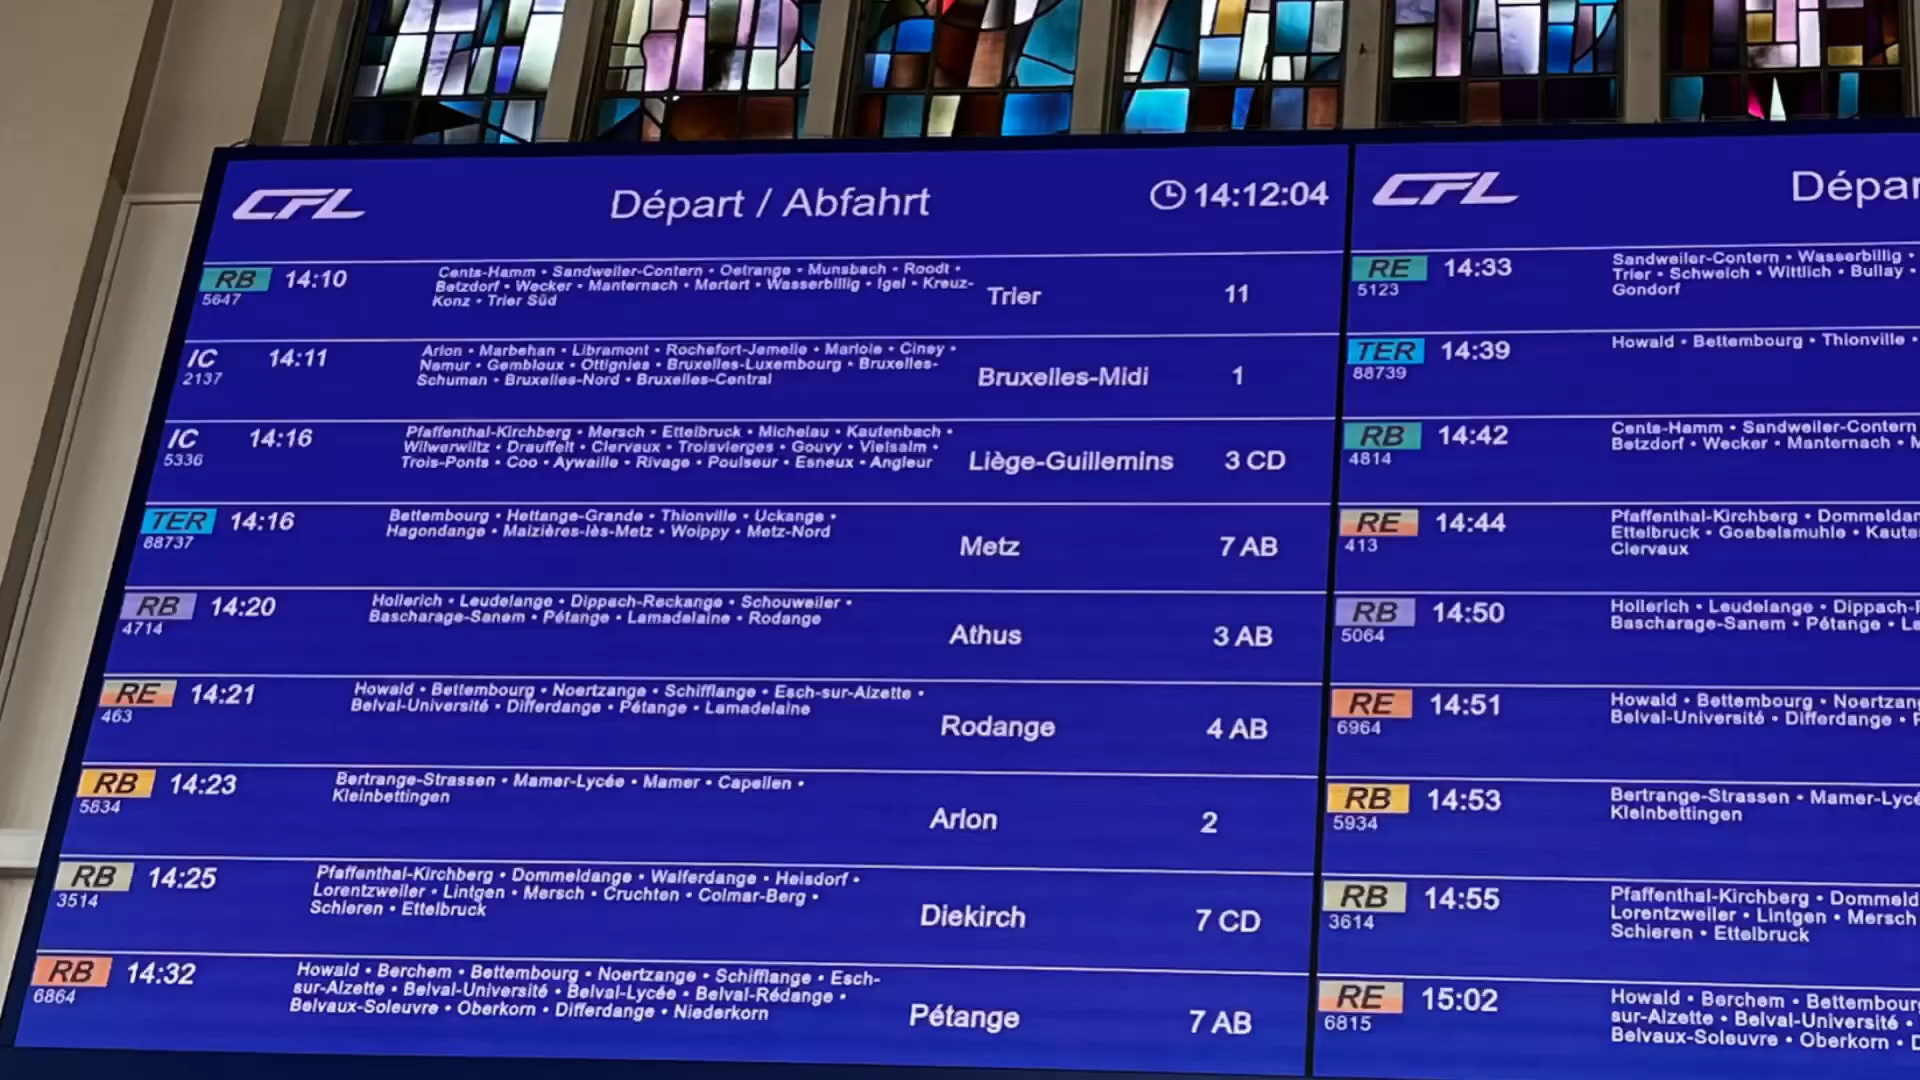 CFL
Départ / Abfahrt
14:12:04
RB 14:10
5647
Cents-Hamm • Sandweiler-Contern • Oetrange • Munsbach • Roodt •
Betzdorf • Wecker • Manternach • Mertert • Wasserbillig • Igel • Kreuz-
Konz • Trier Süd
Trier 11
IC 14:11
2137
Arlon • Marbehan • Libramont • Rochefort-Jemelle • Marloie • Ciney •
Namur • Gembloux • Ottignies • Bruxelles-Luxembourg • Bruxelles-
Schuman • Bruxelles-Nord • Bruxelles-Central
Bruxelles-Midi 1
IC 14:16
5336
Pfaffenthal-Kirchberg • Mersch • Ettelbruck • Michelau • Kautenbach •
Wilwerwiltz • Drauffelt • Clervaux • Troisvierges • Gouvy • Vielsalm •
Trois-Ponts • Coo • Aywaille • Rivage • Poulseur • Esneux • Angleur
Liège-Guillemins 3 CD
TER 14:16
88737
Bettembourg • Hettange-Grande • Thionville • Uckange •
Hagondange • Maizières-lès-Metz • Woippy • Metz-Nord
Metz 7 AB
RB 14:20
4714
Hollerich • Leudelange • Dippach-Reckange • Schouweiler •
Bascharage-Sanem • Pétange • Lamadelaine • Rodange
Athus 3 AB
RE 14:21
463
Howald • Bettembourg • Noertzange • Schifflange • Esch-sur-Alzette •
Belval-Université • Differdange • Pétange • Lamadelaine
Rodange 4 AB
RB 14:23
5834
Bertrange-Strassen • Mamer-Lycée • Mamer • Capellen •
Kleinbettingen
Arlon 2
RB 14:25
3514
Pfaffenthal-Kirchberg • Dommeldange • Walferdange • Heisdorf •
Lorentzweiler • Lintgen • Mersch • Cruchten • Colmar-Berg •
Schieren • Ettelbruck
Diekirch 7 CD
RB 14:32
6864
Howald • Berchem • Bettembourg • Noertzange • Schifflange • Esch-
sur-Alzette • Belval-Université • Belval-Lycée • Belval-Rédange •
Belvaux-Soleuvre • Oberkorn • Differdange • Niederkorn
Pétange 7 AB
CFL
Dépar
RE 14:33
5123
Sandweiler-Contern • Wasserbillig •
Trier • Schweich • Wittlich • Bullay •
Gondorf
TER 14:39
88739
Howald • Bettembourg • Thionville •
RB 14:42
4814
Cents-Hamm • Sandweiler-Contern
Betzdorf • Wecker • Manternach • M
RE 14:44
413
Pfaffenthal-Kirchberg • Dommeldan
Ettelbruck • Goebelsmuhle • Kaute
Clervaux
RB 14:50
5064
Hollerich • Leudelange • Dippach-
Bascharage-Sanem • Pétange • La
RE 14:51
6964
Howald • Bettembourg • Noertzan
Belval-Université • Differdange •
RB 14:53
5934
Bertrange-Strassen • Mamer-Lycé
Kleinbettingen
RB 14:55
3614
Pfaffenthal-Kirchberg • Dommeld
Lorentzweiler • Lintgen • Mersch
Schieren • Ettelbruck
RE 15:02
6815
Howald • Berchem • Bettembour
sur-Alzette • Belval-Université •
Belvaux-Soleuvre • Oberkorn •